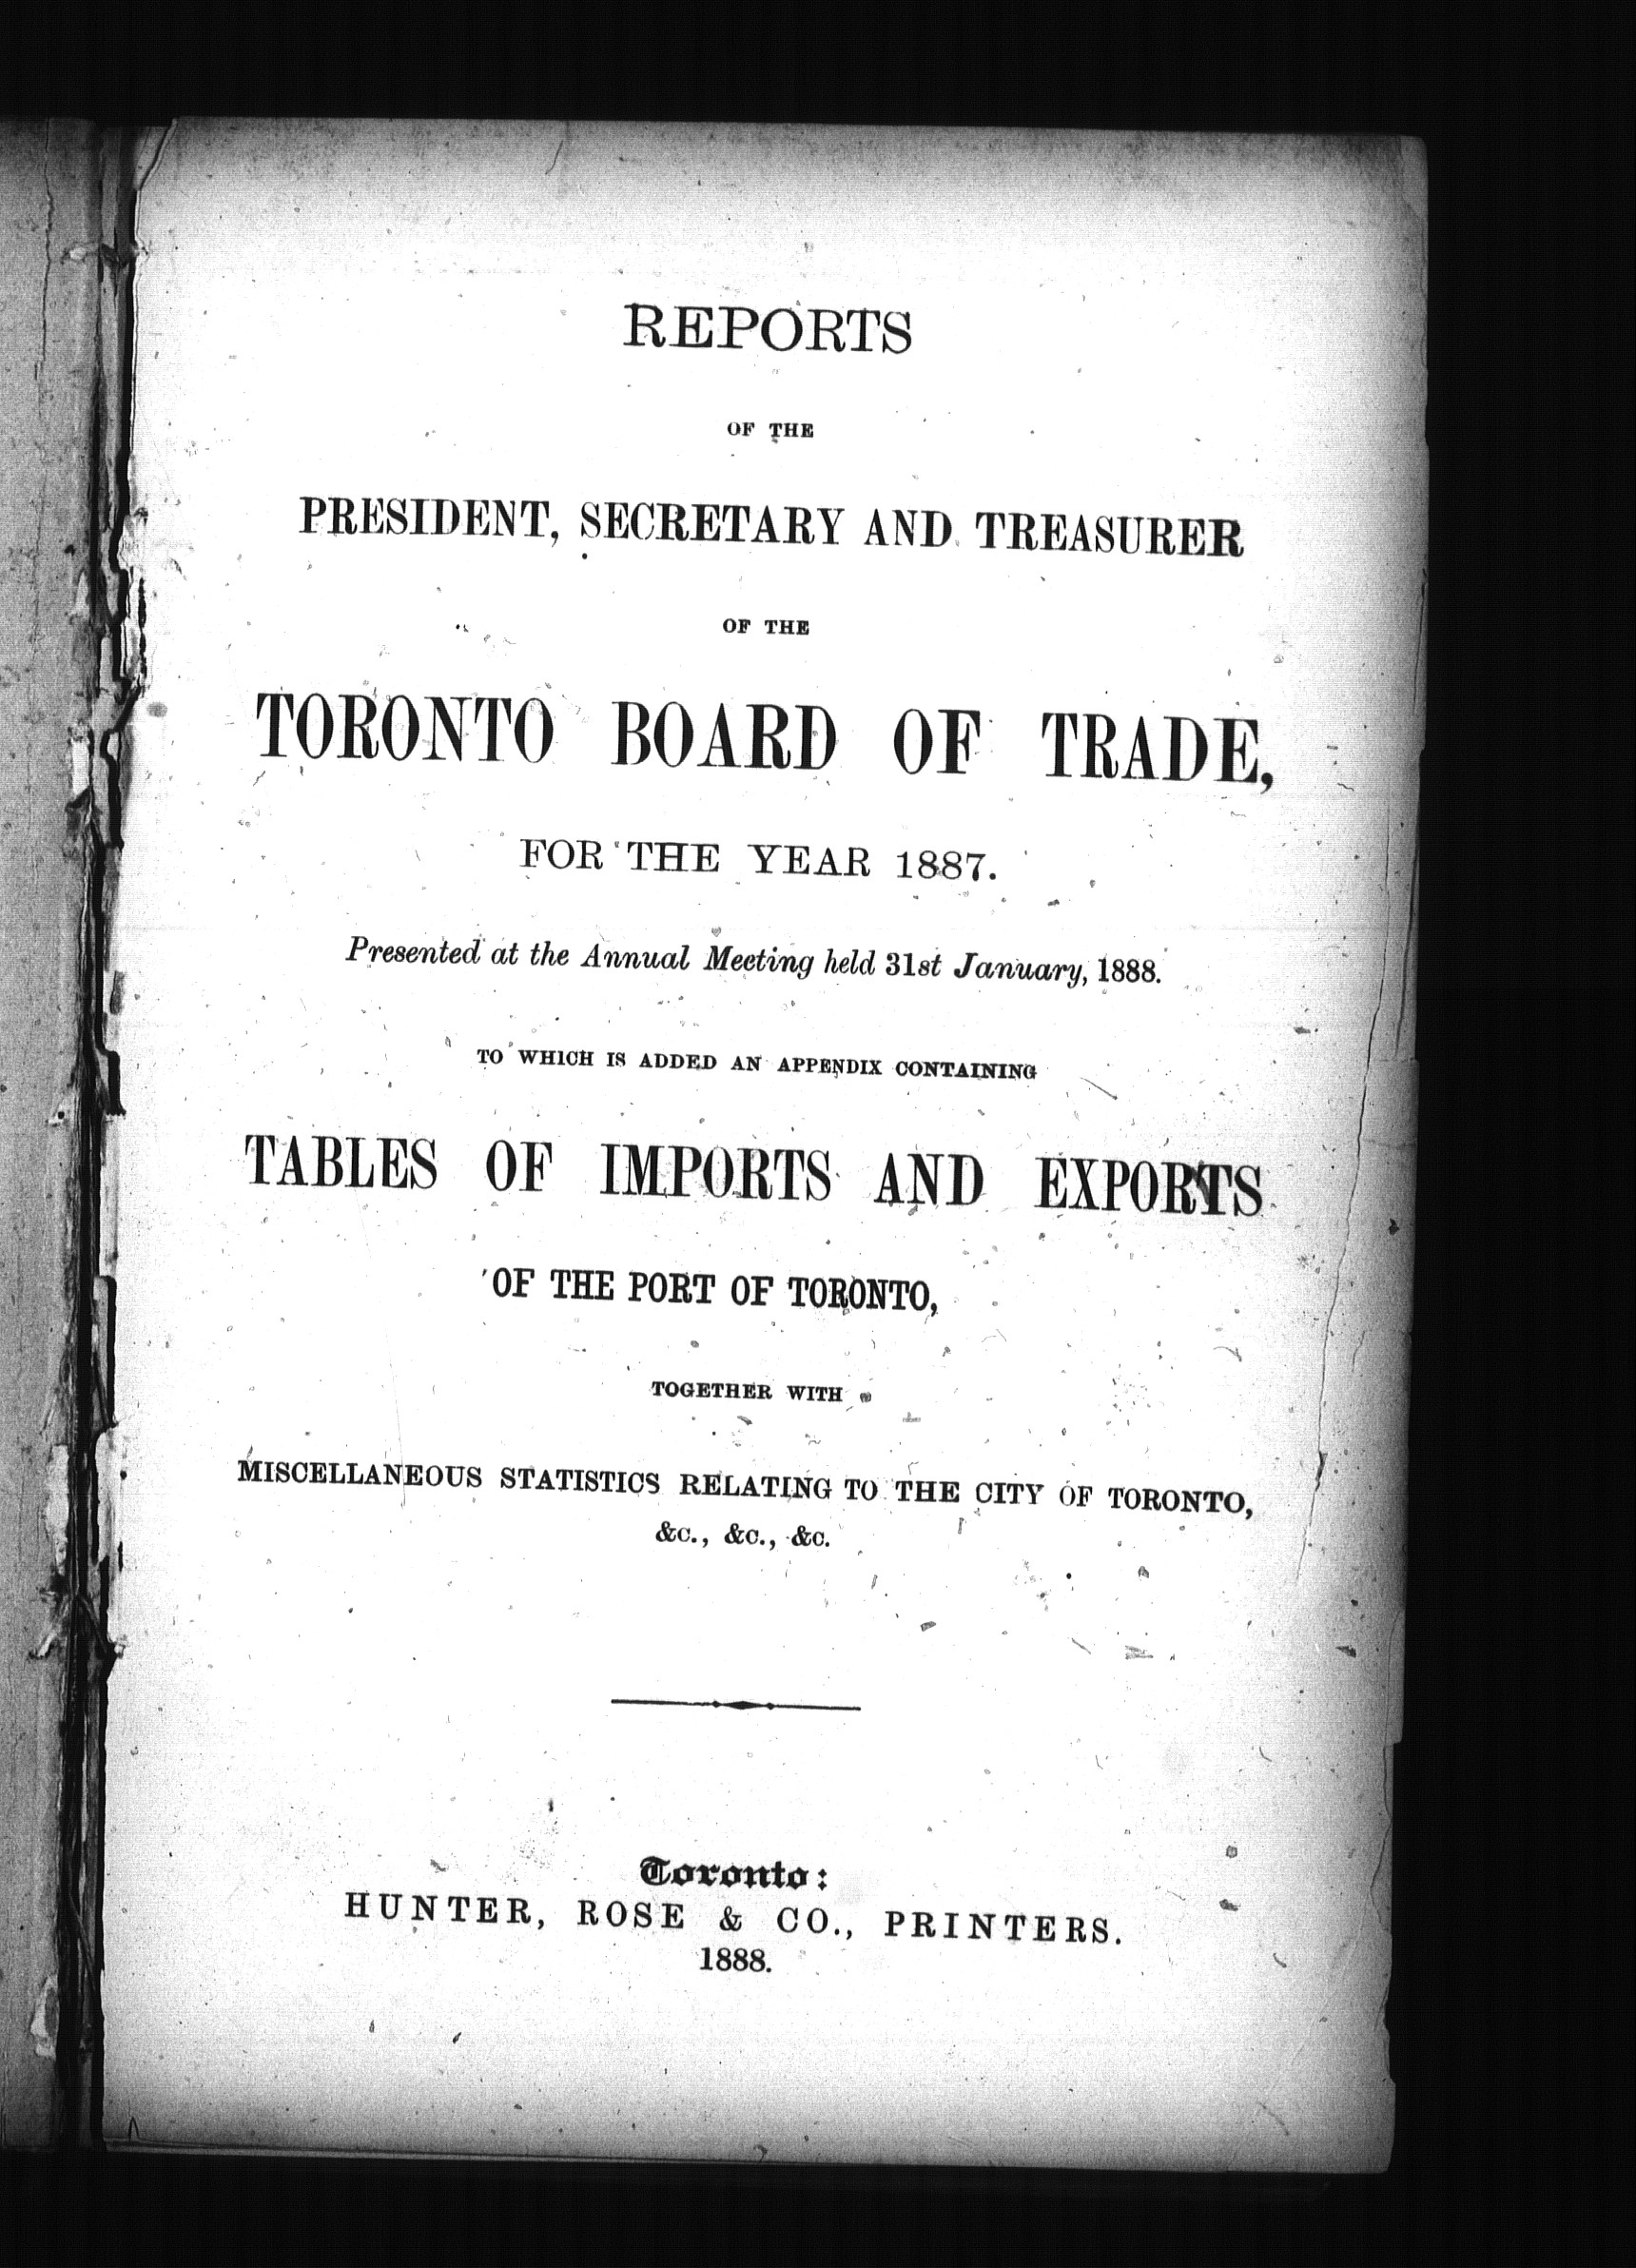 REPORTS
OF THE
PRESIDENT, SECRETARY AND TREASURER
OF THE
TORONTO BOARD OF TRADE,
FOR THE YEAR 1887.
Presented at the Annual Meeting held 31st January, 1888.
TO WHICH IS ADDED AN APPENDIX CONTAINING
TABLES OF IMPORTS AND EXPORTS
OF THE PORT OF TORONTO,
TOGETHER WITH
MISCELLANEOUS STATISTICS RELATING TO THE CITY OF TORONTO,
&C., &C., &C.
Toronto:
HUNTER, ROSE & CO., PRINTERS.
1888.